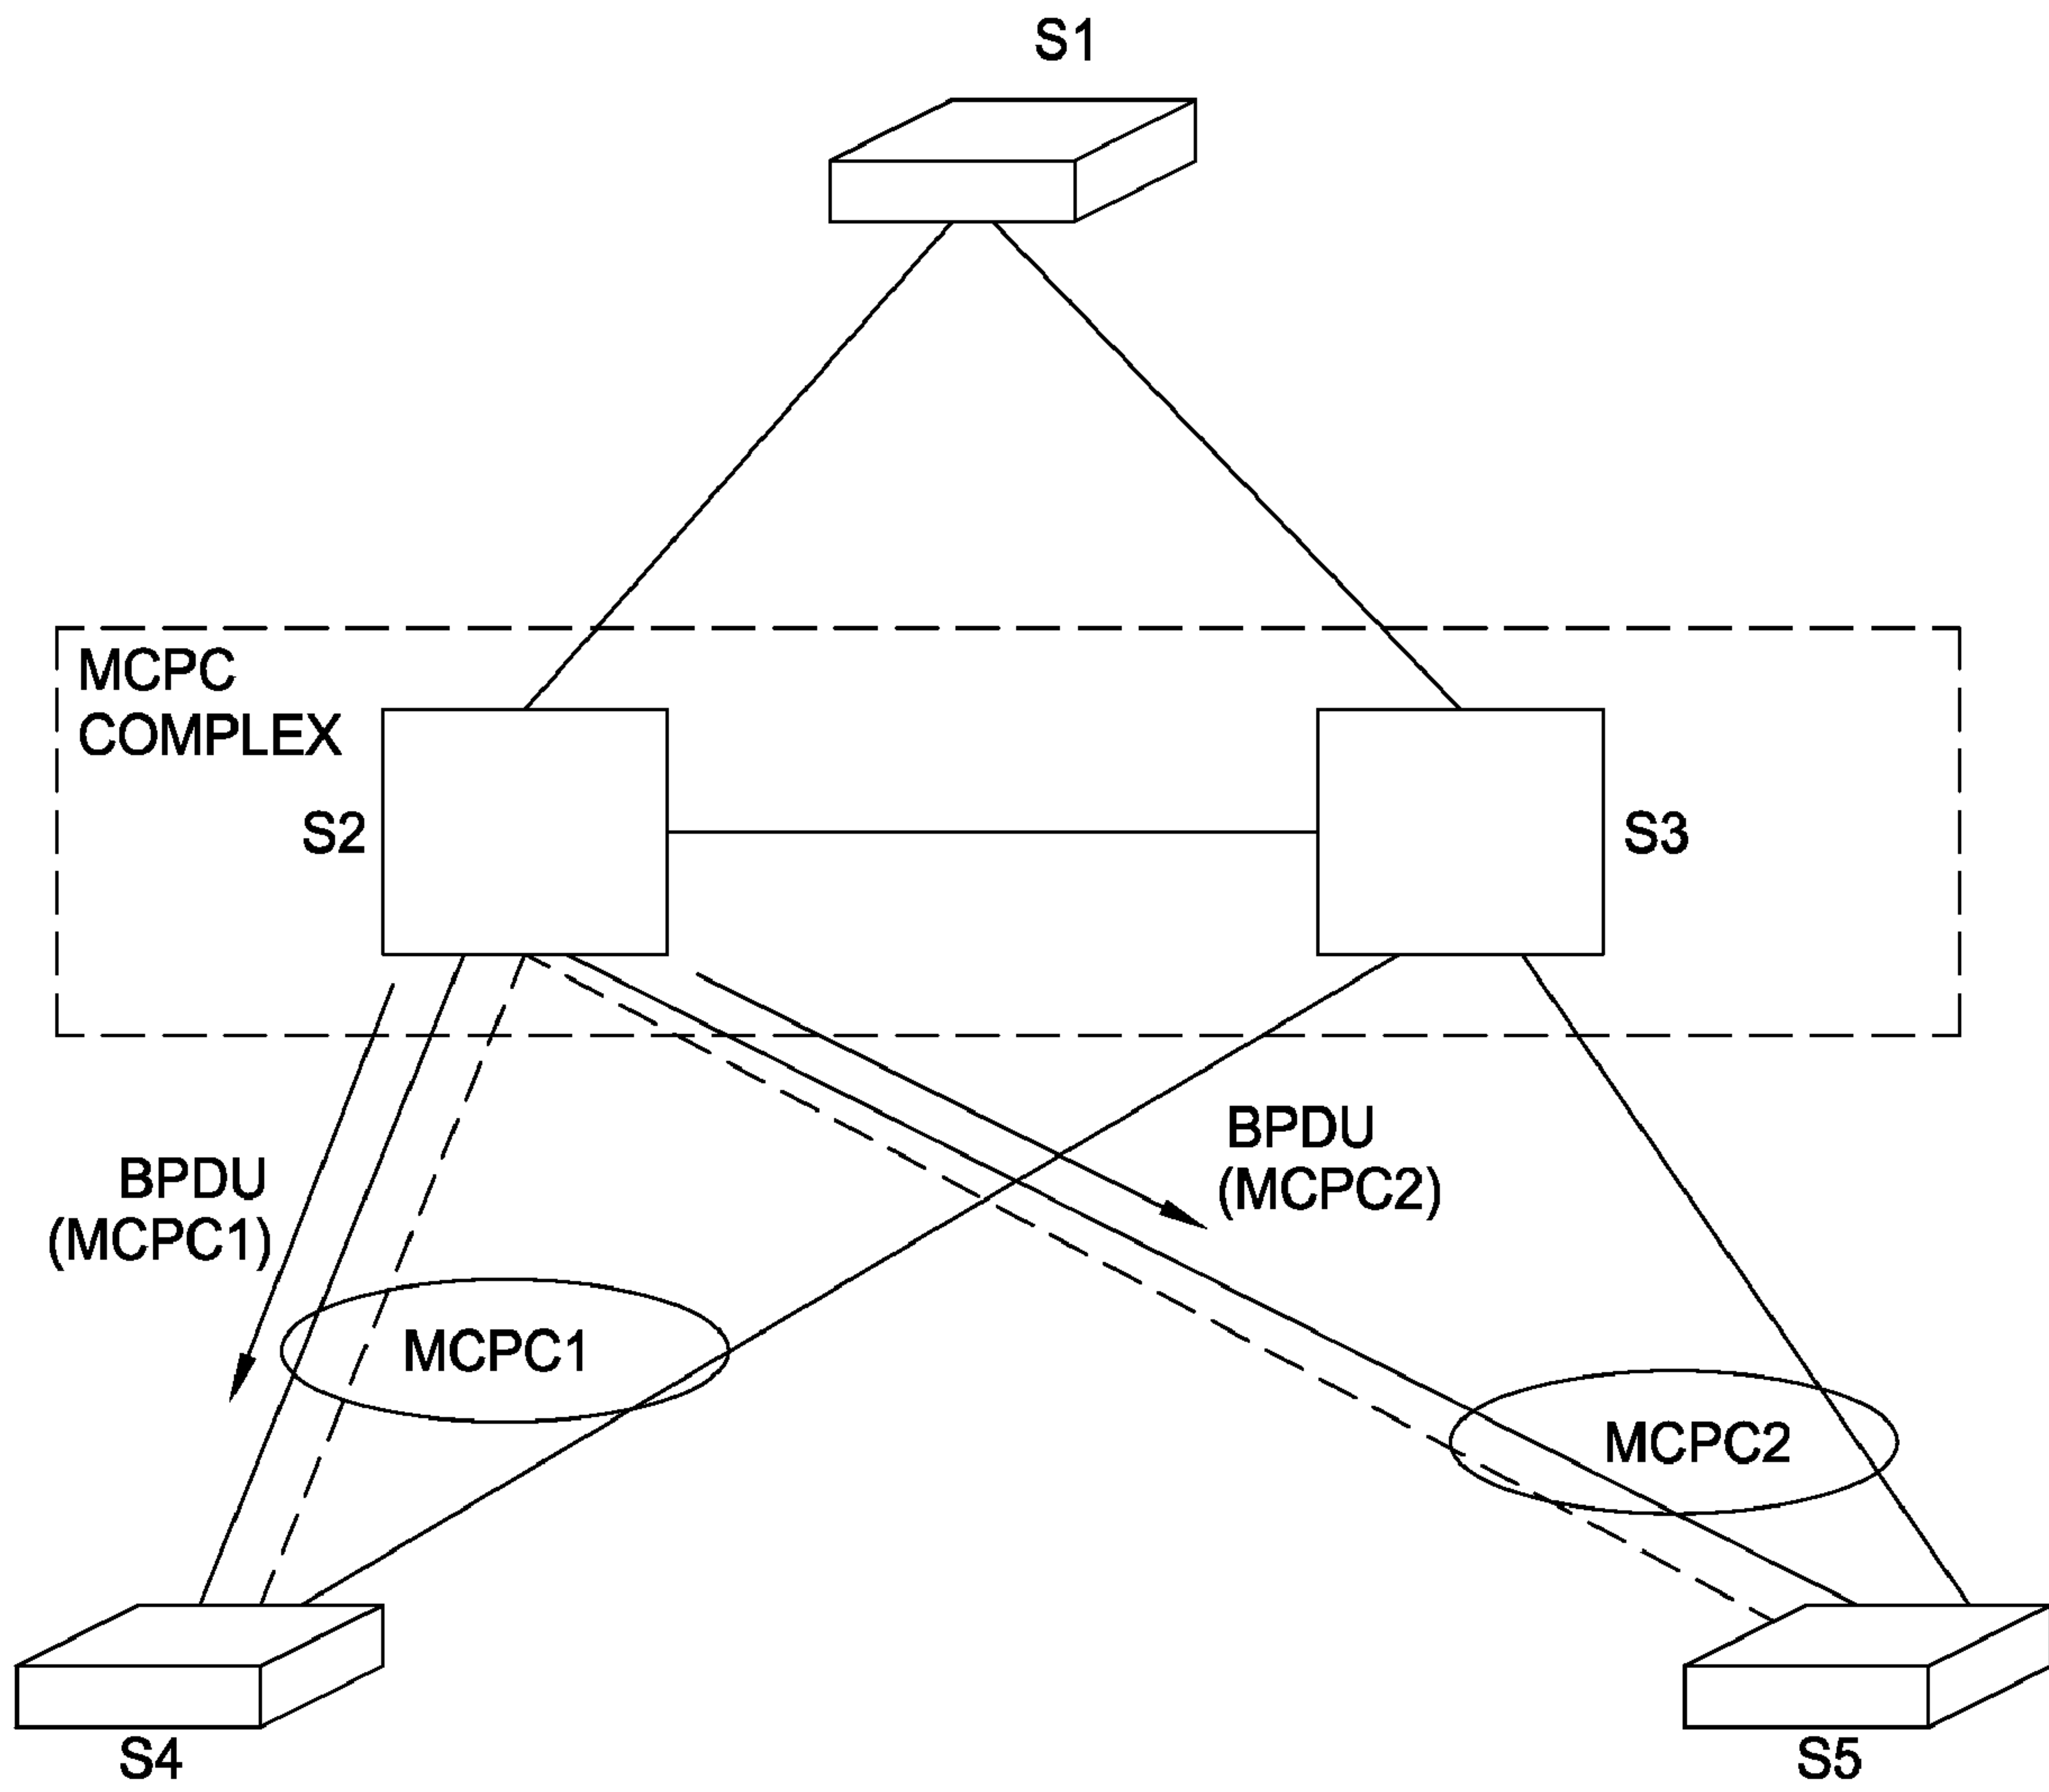 S1
MCPC
COMPLEX
S2
S3
BPDU
(MCPC1)
BPDU
(MCPC2)
MCPC1
MCPC2
S4
S5